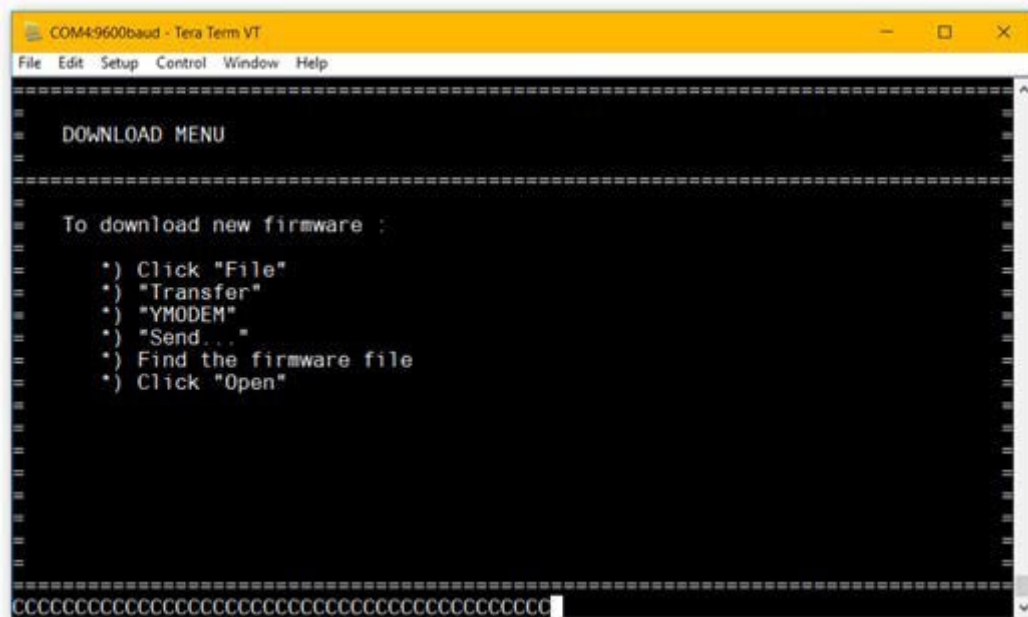 COM4:9600baud - Tera Term VT
File Edit Setup Control Window Help
================================================================================
= =
= DOWNLOAD MENU =
= =
================================================================================
= =
= To download new firmware : =
= =
= *) Click "File" =
= *) "Transfer" =
= *) "YMODEM" =
= *) "Send..." =
= *) Find the firmware file =
= *) Click "Open" =
= =
= =
= =
= =
= =
= =
= =
= =
================================================================================
CCCCCCCCCCCCCCCCCCCCCCCCCCCCCCCCCCCCCCCCCCC